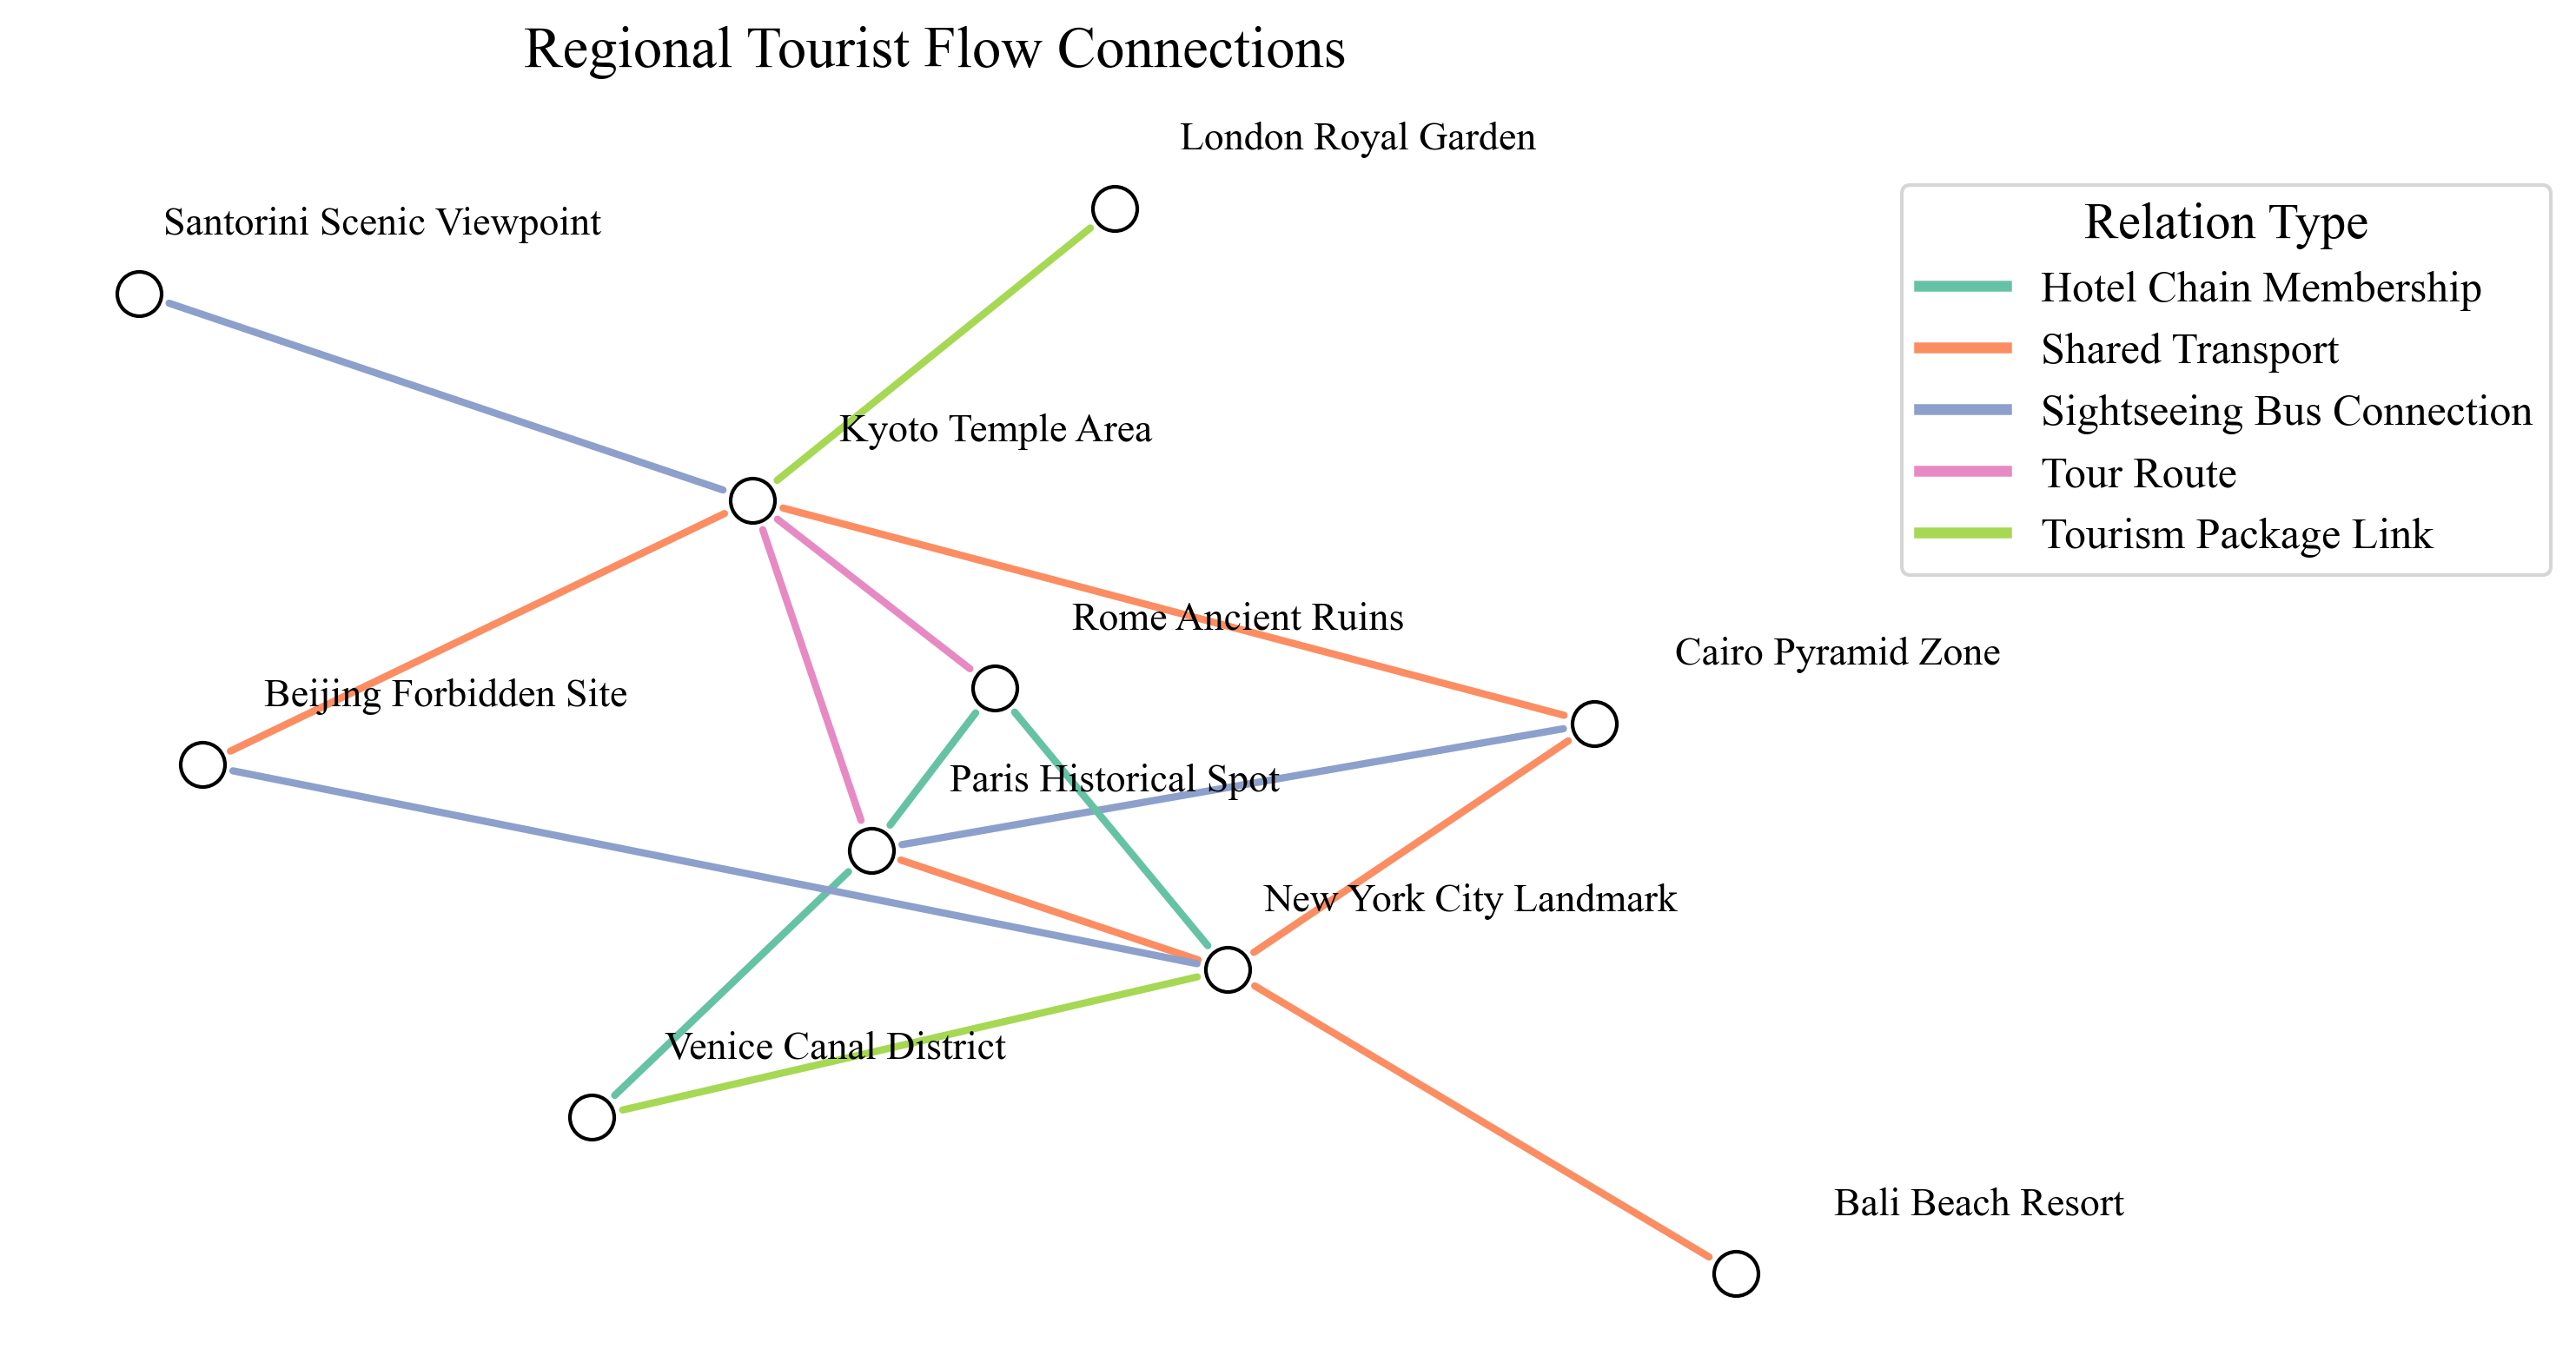 Regional Tourist Flow Connections
London Royal Garden
Santorini Scenic Viewpoint
Relation Type
Hotel Chain Membership
Shared Transport
Sightseeing Bus Connection
Tour Route
Tourism Package Link
Kyoto Temple Area
Rome Ancient Ruins
Cairo Pyramid Zone
Beijing Forbidden Site
Paris Historical Spot
New York City Landmark
Venice Canal District
Bali Beach Resort